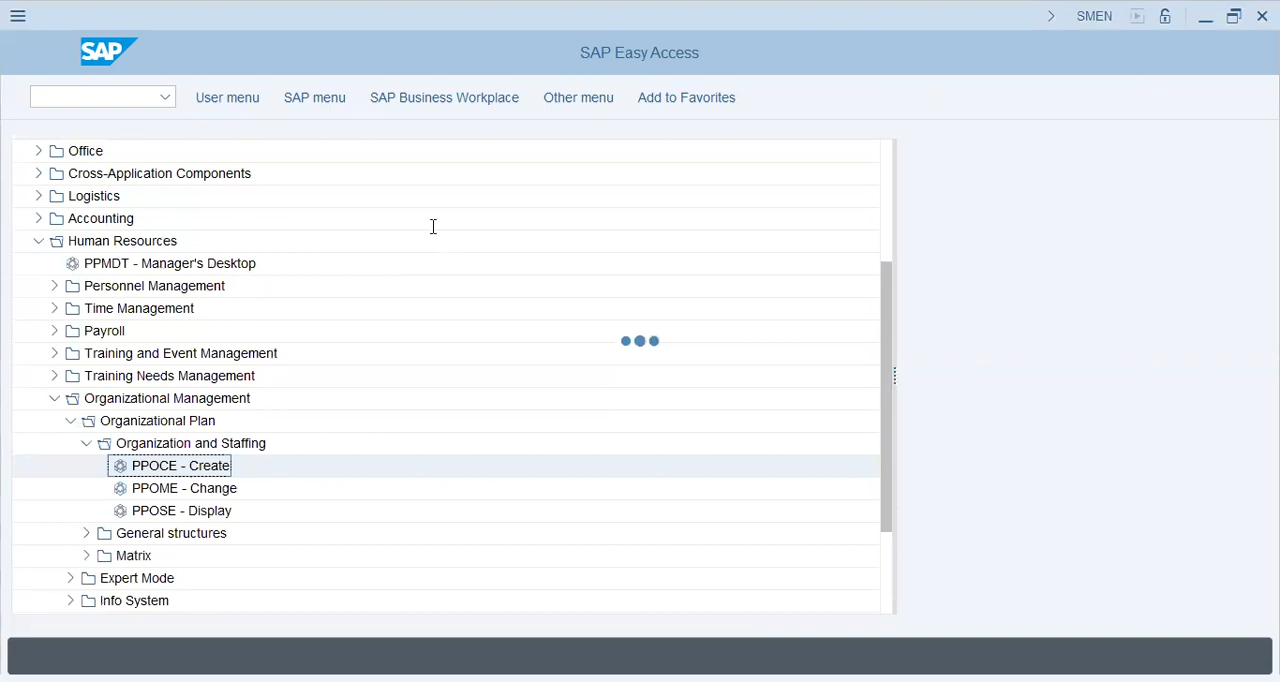 SMEN
SAP
SAP Easy Access
User menu SAP menu SAP Business Workplace Other menu Add to Favorites
Office
Cross-Application Components
Logistics
Accounting
Human Resources
PPMDT - Manager's Desktop
Personnel Management
Time Management
Payroll
Training and Event Management
Training Needs Management
Organizational Management
Organizational Plan
Organization and Staffing
PPOCE - Create
PPOME - Change
PPOSE - Display
General structures
Matrix
Expert Mode
Info System